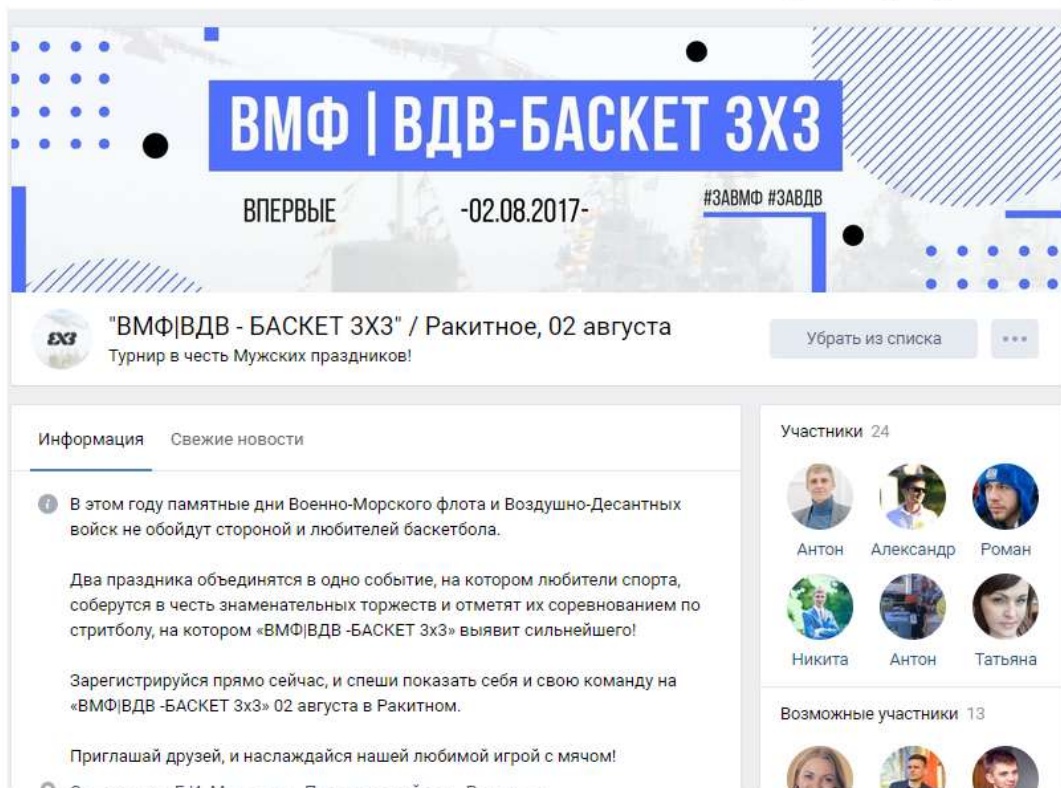 ВМФ | ВДВ-БАСКЕТ 3Х3
ВПЕРВЫЕ -02.08.2017- #ЗАВМФ #ЗАВДВ
"ВМФ|ВДВ - БАСКЕТ 3Х3" / Ракитное, 02 августа
Турнир в честь Мужских праздников!
Убрать из списка
Информация Свежие новости
В этом году памятные дни Военно-Морского флота и Воздушно-Десантных
войск не обойдут стороной и любителей баскетбола.
Два праздника объединятся в одно событие, на котором любители спорта,
соберутся в честь знаменательных торжеств и отметят их соревнованием по
стритболу, на котором «ВМФ|ВДВ -БАСКЕТ 3х3» выявит сильнейшего!
Зарегистрируйся прямо сейчас, и спеши показать себя и свою команду на
«ВМФ|ВДВ -БАСКЕТ 3х3» 02 августа в Ракитном.
Приглашай друзей, и наслаждайся нашей любимой игрой с мячом!
Участники 24
Антон Александр Роман
Никита Антон Татьяна
Возможные участники 13